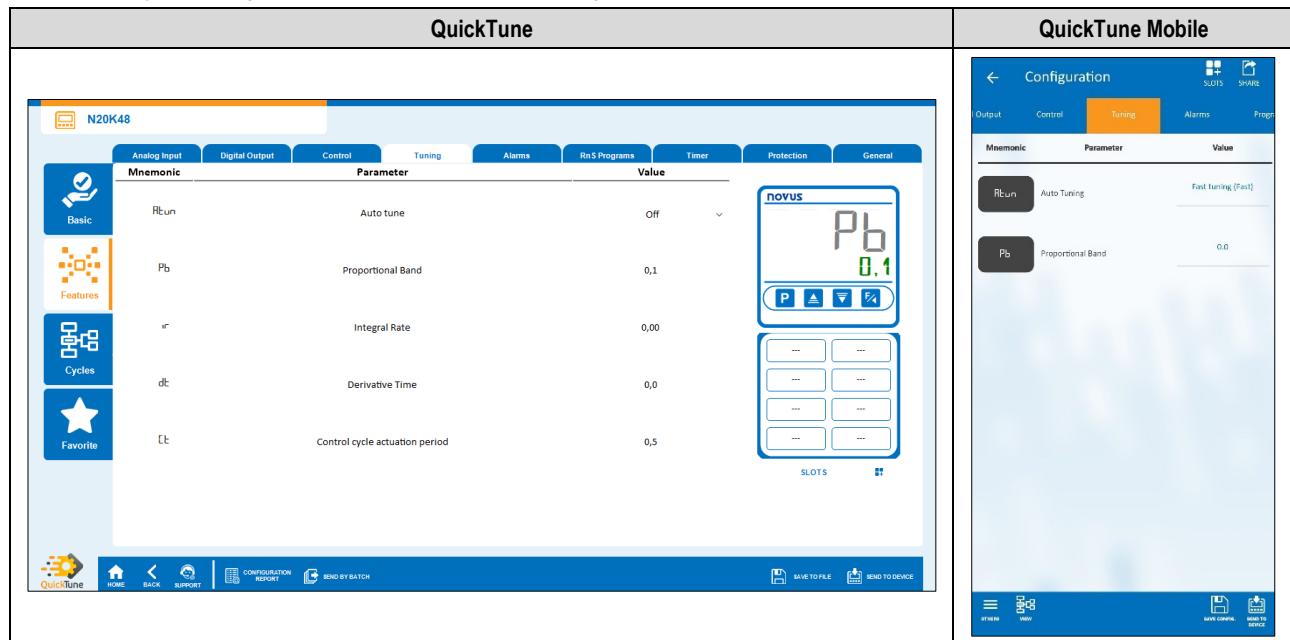 QuickTune
QuickTune Mobile
N20K48
Analog Input Digital Output Control Tuning Alarms RnS Programs Timer Protection General
Mnemonic Parameter Value
Basic
Atun Auto tune Off
Features
Pb Proportional Band 0,1
ir Integral Rate 0,00
Cycles
dt Derivative Time 0,0
Favorite
Ct Control cycle actuation period 0,5
novus
Pb
0.1
P F/4
--- ---
--- ---
--- ---
--- ---
SLOTS
QuickTune
HOME BACK SUPPORT CONFIGURATION REPORT SEND BY BATCH SAVE TO FILE SEND TO DEVICE
Configuration SLOTS SHARE
l Output Control Tuning Alarms Progr
Mnemonic Parameter Value
Atun Auto Tuning Fast tuning {Fast}
Pb Proportional Band 0.0
OTHERS VIEW SAVE CONFIG. SEND TO DEVICE